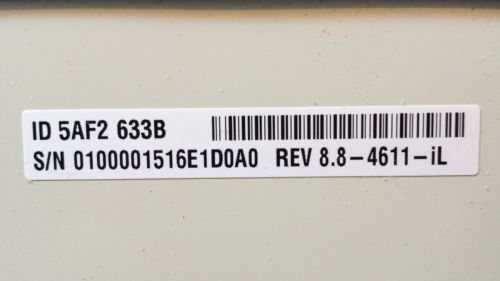 ID 5AF2 633B
S/N 0100001516E1D0A0 REV 8.8-4611-iL